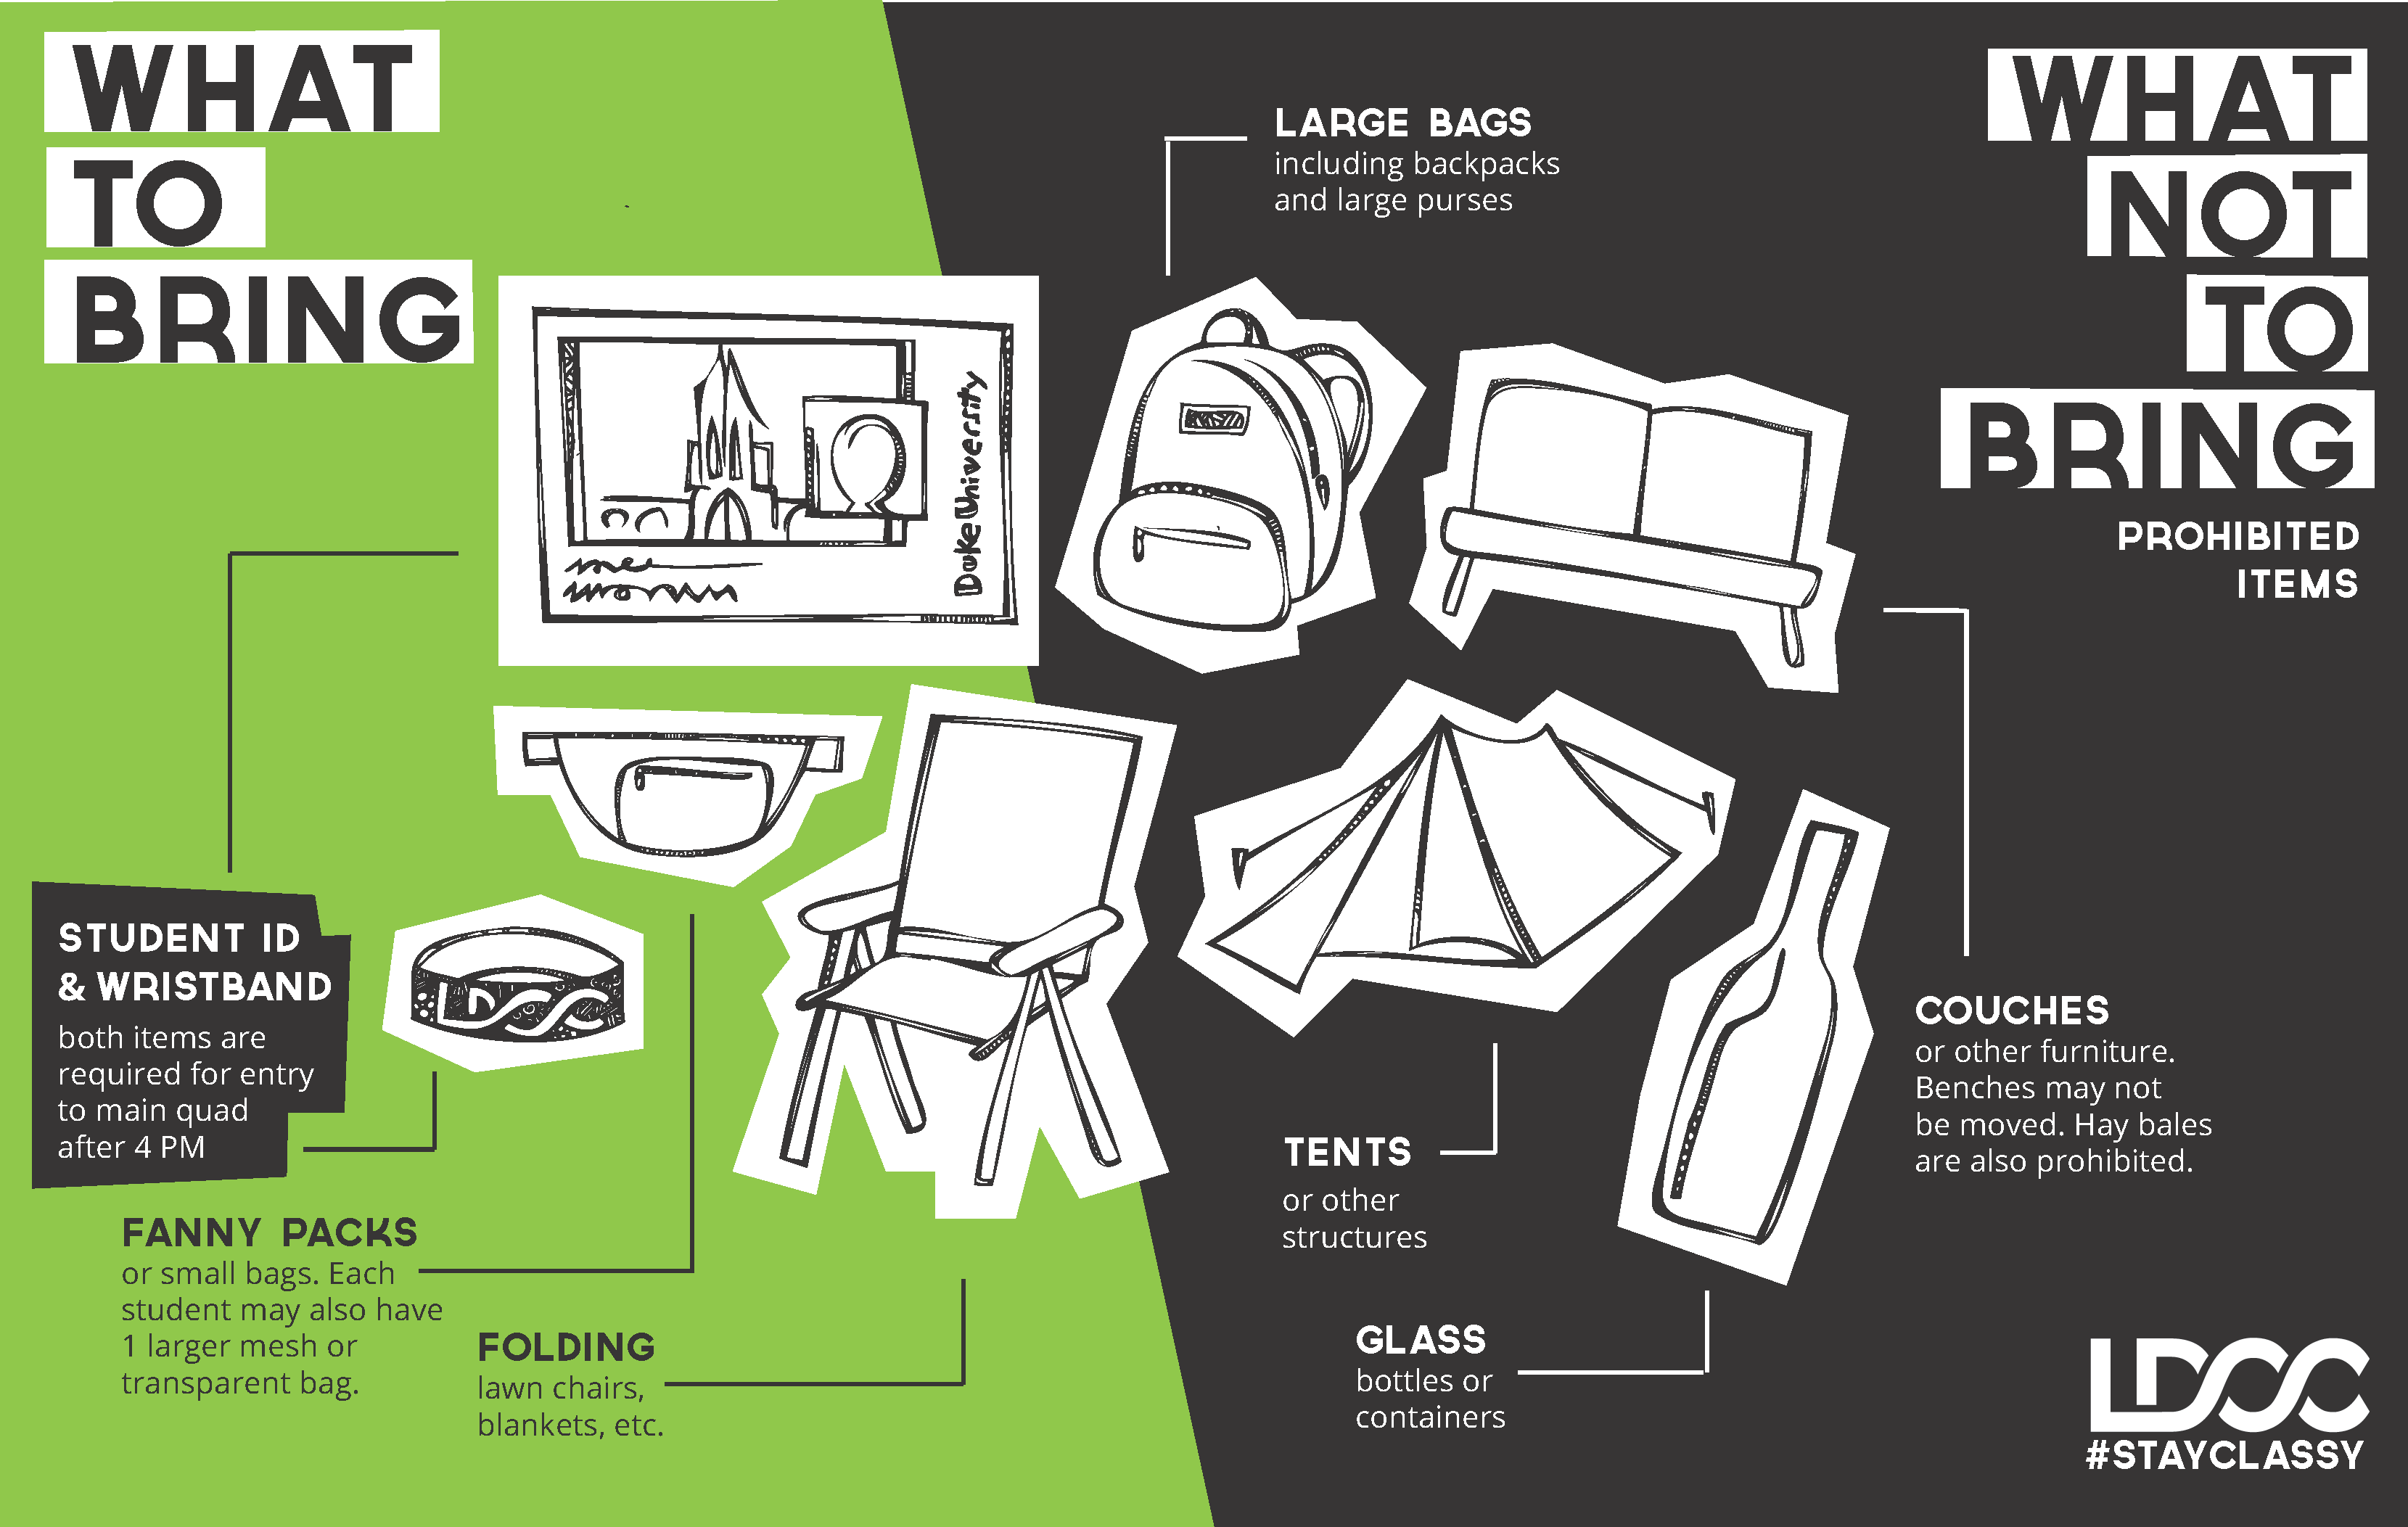 WHAT
TO
BRING
DukeUniversity
STUDENT ID
& WRISTBAND
both items are
required for entry
to main quad
after 4 PM
LDOC
FANNY PACKS
or small bags. Each
student may also have
1 larger mesh or
transparent bag.
FOLDING
lawn chairs,
blankets, etc.
LARGE BAGS
including backpacks
and large purses
WHAT
NOT
TO
BRING
PROHIBITED
ITEMS
COUCHES
or other furniture.
Benches may not
be moved. Hay bales
are also prohibited.
TENTS
or other
structures
GLASS
bottles or
containers
LDOC
#STAYCLASSY